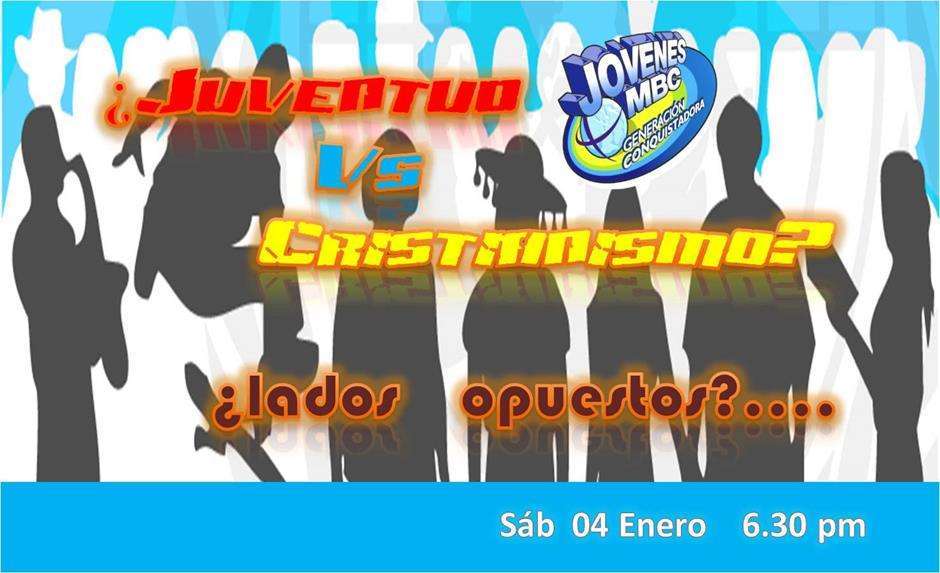 ¿Juventud
Vs
Cristianismo?
JOVENES
MBC
GENERACIÓN
CONQUISTADORA
¿lados opuestos?....
Sáb 04 Enero 6.30 pm